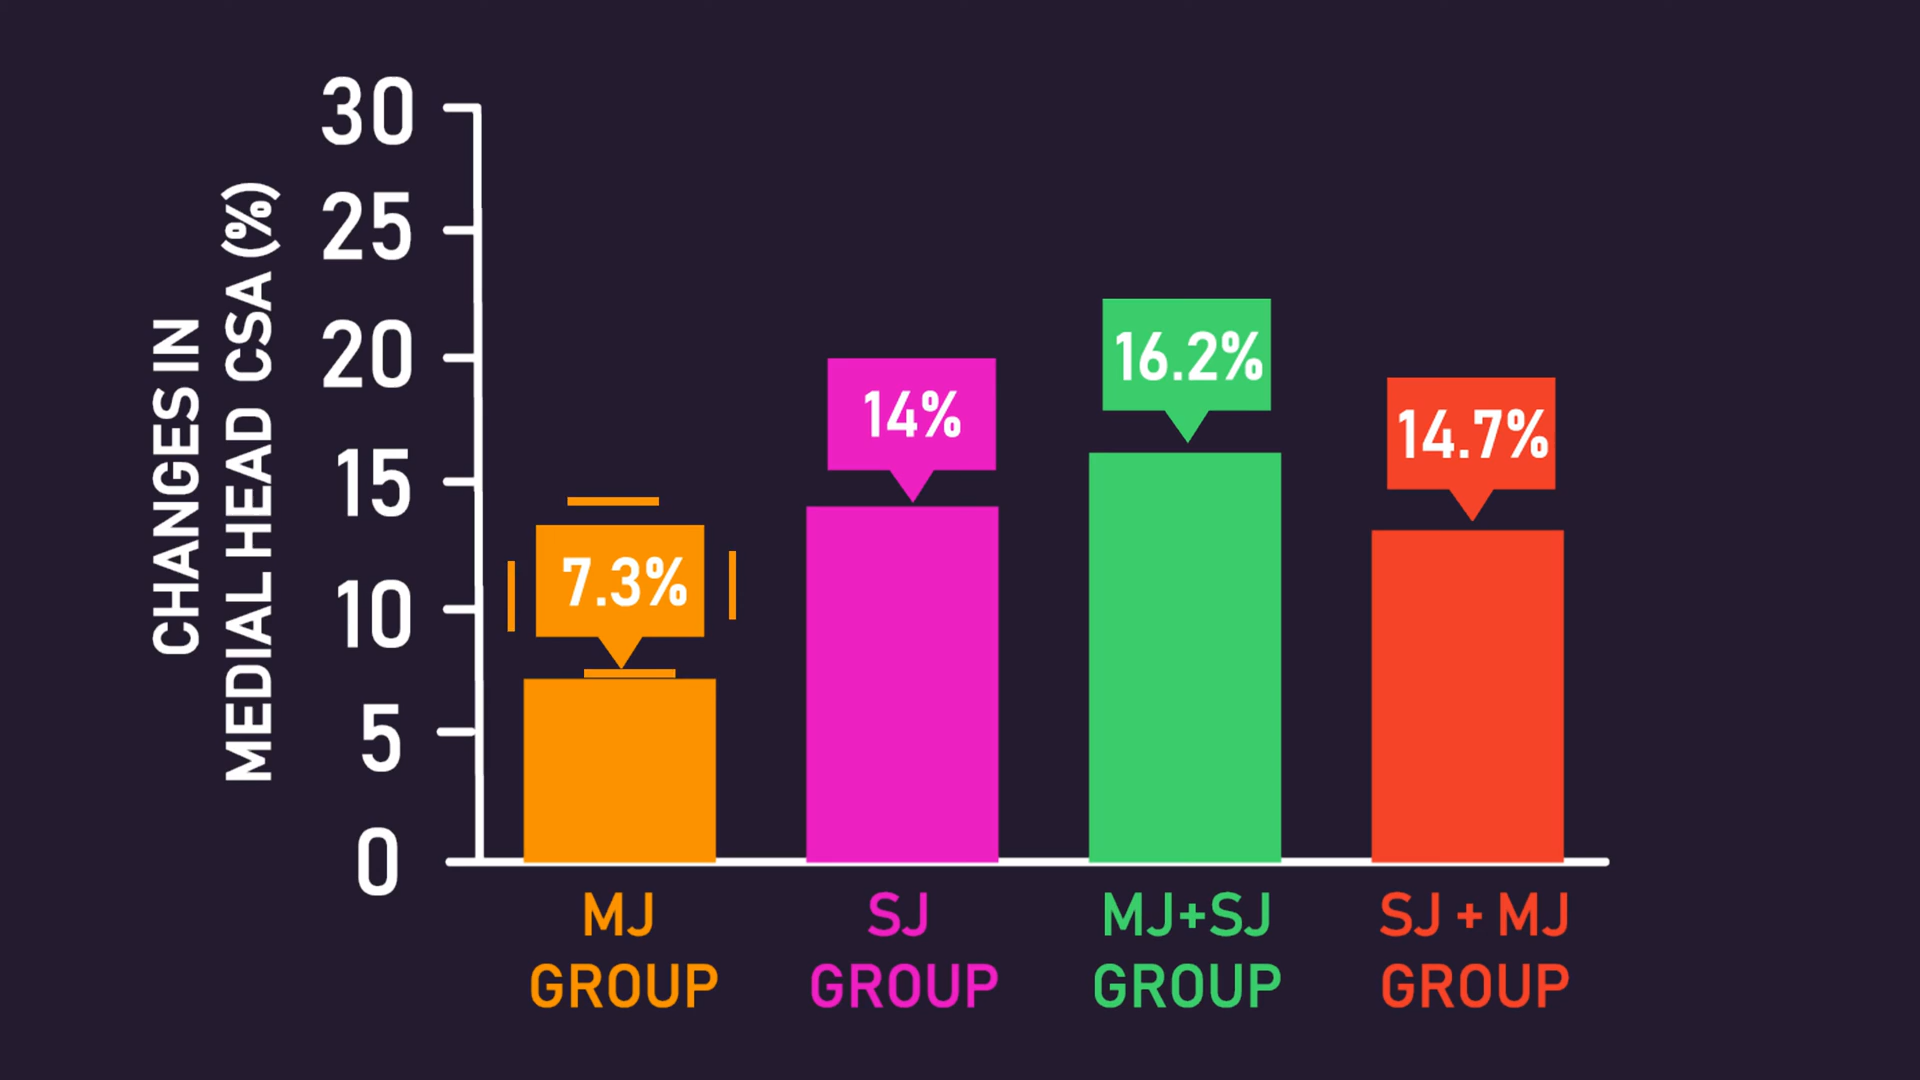 CHANGES IN
MEDIAL HEAD CSA (%)
30
25
20
15
10
5
0
7.3%
14%
16.2%
14.7%
MJ
GROUP
SJ
GROUP
MJ+SJ
GROUP
SJ + MJ
GROUP